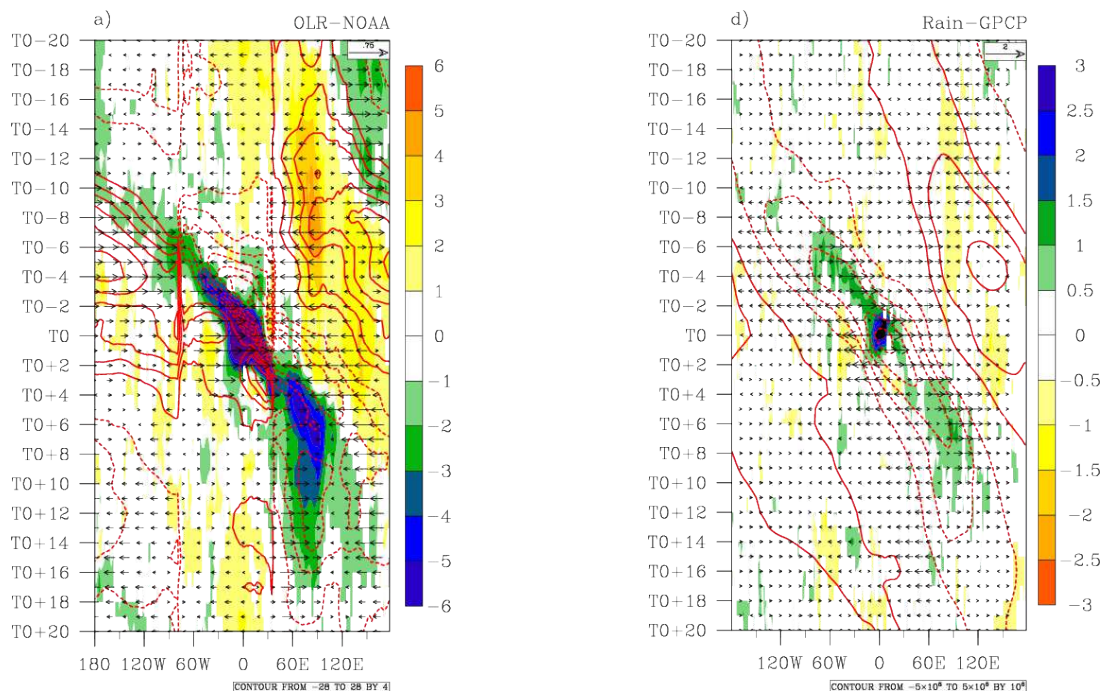 a)
OLR-NOAA
.75
T0-20
T0-18
T0-16
T0-14
T0-12
T0-10
T0-8
T0-6
T0-4
T0-2
T0
T0+2
T0+4
T0+6
T0+8
T0+10
T0+12
T0+14
T0+16
T0+18
T0+20
180 120W 60W 0 60E 120E
6
5
4
3
2
1
0
-1
-2
-3
-4
-5
-6
CONTOUR FROM -28 TO 28 BY 4
d)
Rain-GPCP
2
T0-20
T0-18
T0-16
T0-14
T0-12
T0-10
T0-8
T0-6
T0-4
T0-2
T0
T0+2
T0+4
T0+6
T0+8
T0+10
T0+12
T0+14
T0+16
T0+18
T0+20
120W 60W 0 60E 120E
3
2.5
2
1.5
1
0.5
0
-0.5
-1
-1.5
-2
-2.5
-3
CONTOUR FROM -5×10⁶ TO 5×10⁶ BY 10⁶